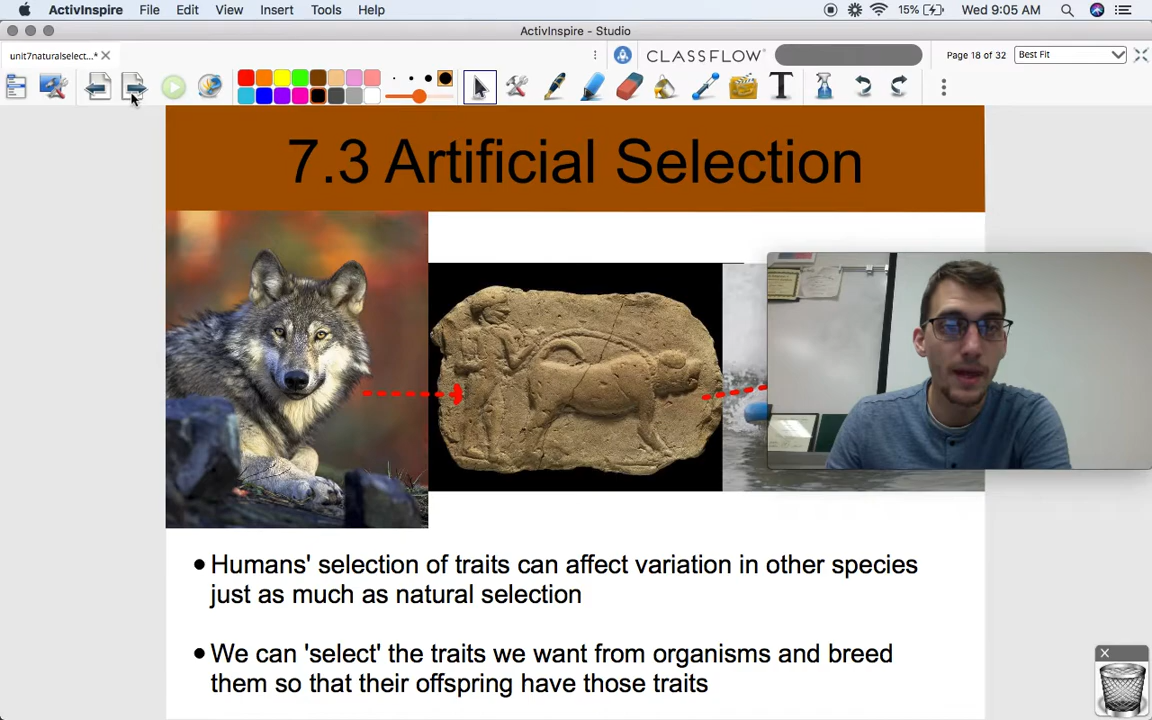 ActivInspire File Edit View Insert Tools Help 15% Wed 9:05 AM
ActivInspire - Studio
unit7naturalselect...* CLASSFLOW Page 18 of 32 Best Fit
T
7.3 Artificial Selection
• Humans' selection of traits can affect variation in other species
just as much as natural selection
• We can 'select' the traits we want from organisms and breed
them so that their offspring have those traits